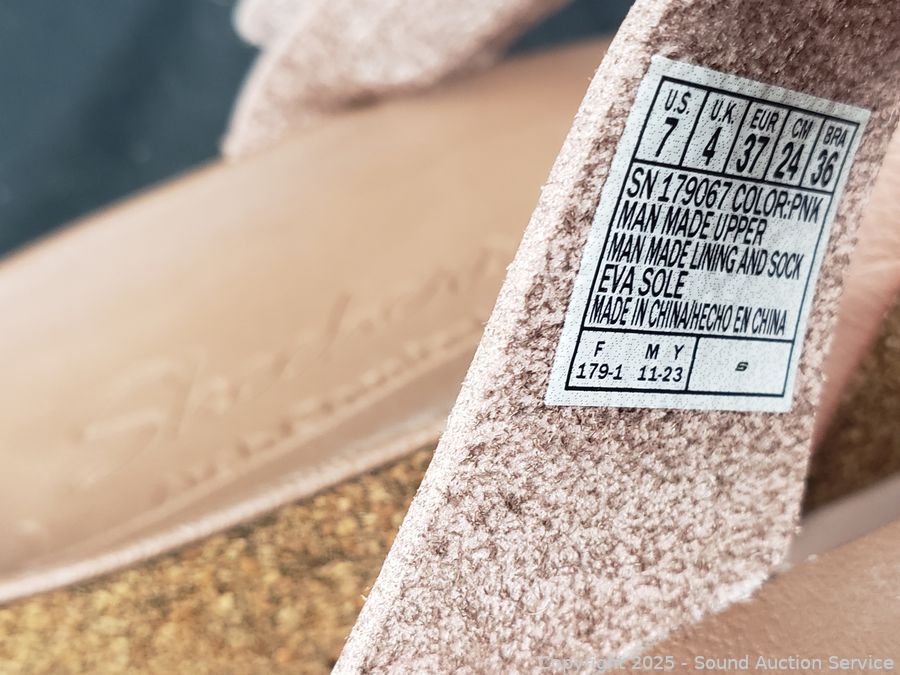 U.S. U.K. EUR CM BRA
7 4 37 24 36
SN 179067 COLOR:PNK
MAN MADE UPPER
MAN MADE LINING AND SOCK
EVA SOLE
MADE IN CHINA/HECHO EN CHINA
F M Y
179-1 11-23
S
Skechers
Copyright 2025 - Sound Auction Service